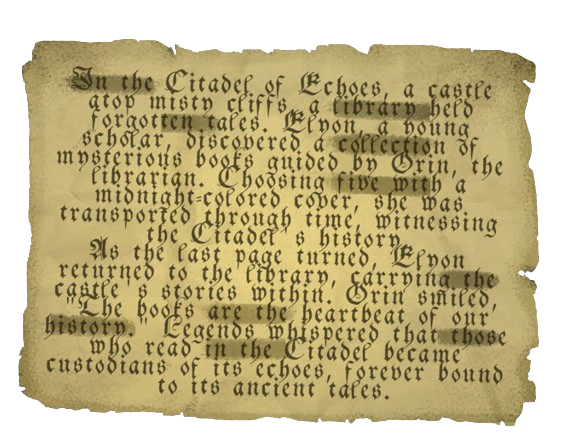 In the Citadel of Echoes, a castle
atop misty cliffs, a library held
forgotten tales. Elyon, a young
scholar, discovered a collection of
mysterious books guided by Orin, the
librarian. Choosing five with a
midnight-colored cover, she was
transported through time, witnessing
the Citadel's history.
As the last page turned, Elyon
returned to the library, carrying the
castle's stories within. Orin smiled,
"The books are the heartbeat of our
history." Legends whispered that those
who read in the Citadel became
custodians of its echoes, forever bound
to its ancient tales.